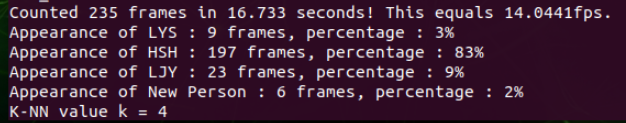 Counted 235 frames in 16.733 seconds! This equals 14.0441fps.
Appearance of LYS : 9 frames, percentage : 3%
Appearance of HSH : 197 frames, percentage : 83%
Appearance of LJY : 23 frames, percentage : 9%
Appearance of New Person : 6 frames, percentage : 2%
K-NN value k = 4